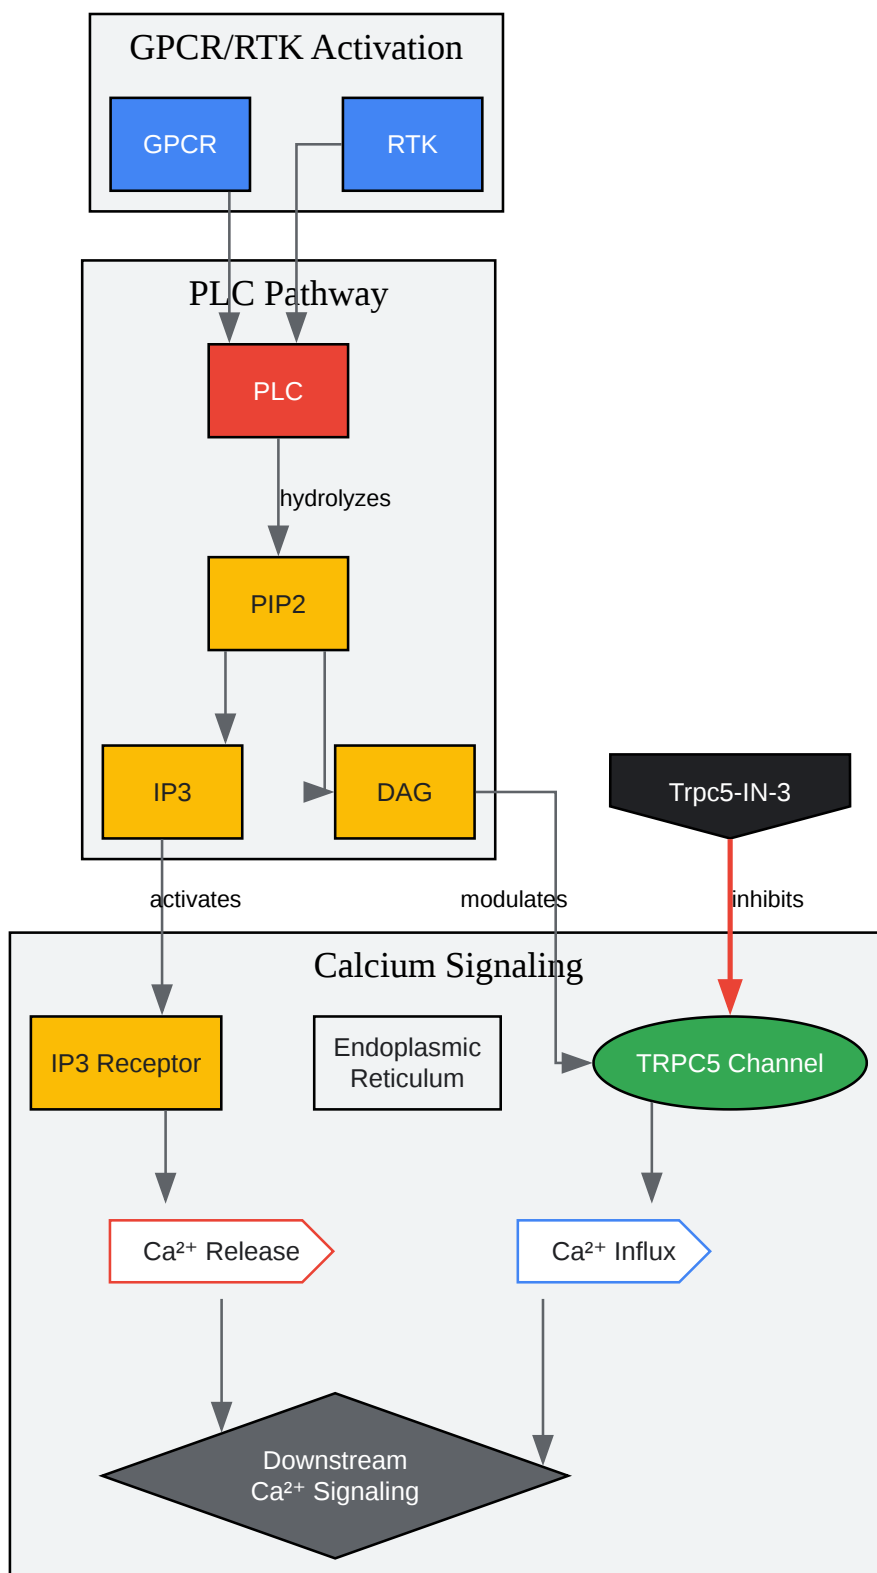 GPCR/RTK Activation
GPCR
RTK
PLC Pathway
PLC
hydrolyzes
PIP2
IP3
DAG
Trpc5-IN-3
activates
modulates
inhibits
Calcium Signaling
IP3 Receptor
Endoplasmic
Reticulum
TRPC5 Channel
Ca²⁺ Release
Ca²⁺ Influx
Downstream
Ca²⁺ Signaling